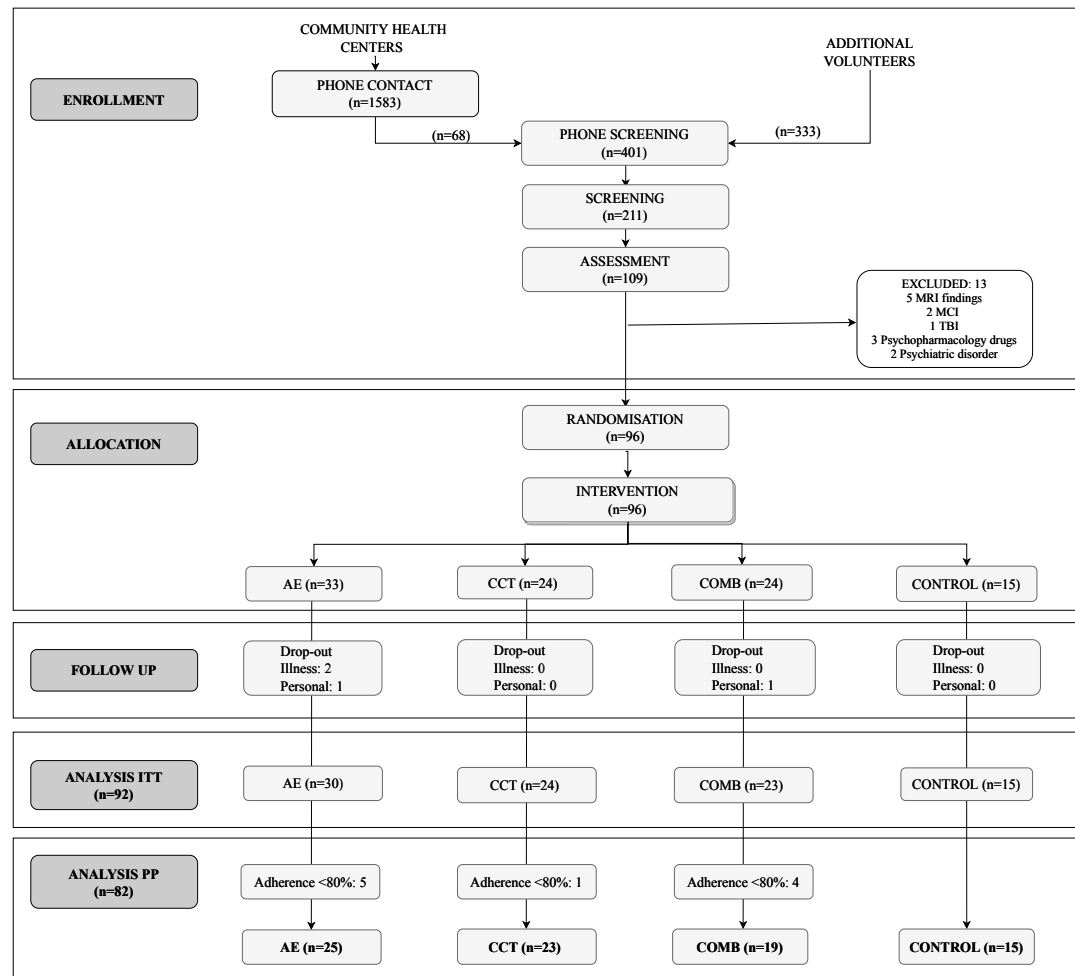 COMMUNITY HEALTH
CENTERS
ADDITIONAL
VOLUNTEERS
ENROLLMENT
PHONE CONTACT
(n=1583)
(n=68)
(n=333)
PHONE SCREENING
(n=401)
SCREENING
(n=211)
ASSESSMENT
(n=109)
EXCLUDED: 13
5 MRI findings
2 MCI
1 TBI
3 Psychopharmacology drugs
2 Psychiatric disorder
ALLOCATION
RANDOMISATION
(n=96)
INTERVENTION
(n=96)
AE (n=33)
CCT (n=24)
COMB (n=24)
CONTROL (n=15)
FOLLOW UP
Drop-out
Illness: 2
Personal: 1
Drop-out
Illness: 0
Personal: 0
Drop-out
Illness: 0
Personal: 1
Drop-out
Illness: 0
Personal: 0
ANALYSIS ITT
(n=92)
AE (n=30)
CCT (n=24)
COMB (n=23)
CONTROL (n=15)
ANALYSIS PP
(n=82)
Adherence <80%: 5
Adherence <80%: 1
Adherence <80%: 4
AE (n=25)
CCT (n=23)
COMB (n=19)
CONTROL (n=15)